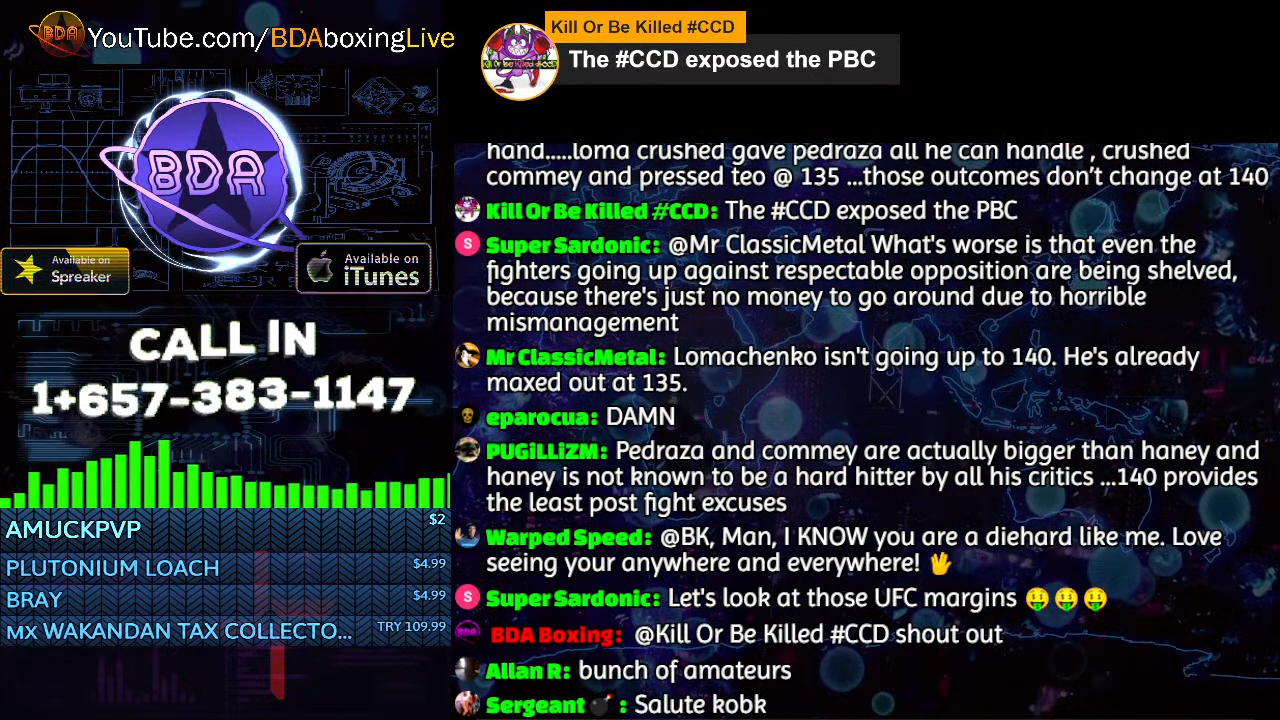 BDA YouTube.com/BDAboxingLive
BDA
Available on
Spreaker
Available on
iTunes
CALL IN
1+657-383-1147
AMUCKPVP $2
PLUTONIUM LOACH $4.99
BRAY $4.99
MX WAKANDAN TAX COLLECTO... TRY 109.99
Kill Or Be Killed #CCD
Kill Or Be Killed #CCD
The #CCD exposed the PBC
hand.....loma crushed gave pedraza all he can handle , crushed
commey and pressed teo @ 135 ...those outcomes don't change at 140
Kill Or Be Killed #CCD: The #CCD exposed the PBC
S Super Sardonic: @Mr ClassicMetal What's worse is that even the
fighters going up against respectable opposition are being shelved,
because there's just no money to go around due to horrible
mismanagement
Mr ClassicMetal: Lomachenko isn't going up to 140. He's already
maxed out at 135.
eparocua: DAMN
PUGiLLiZM: Pedraza and commey are actually bigger than haney and
haney is not known to be a hard hitter by all his critics ...140 provides
the least post fight excuses
Warped Speed: @BK, Man, I KNOW you are a diehard like me. Love
seeing your anywhere and everywhere! 🖖
S Super Sardonic: Let's look at those UFC margins 🤑🤑🤑
BDA BDA Boxing: @Kill Or Be Killed #CCD shout out
Allan R: bunch of amateurs
Sergeant 💣 : Salute kobk